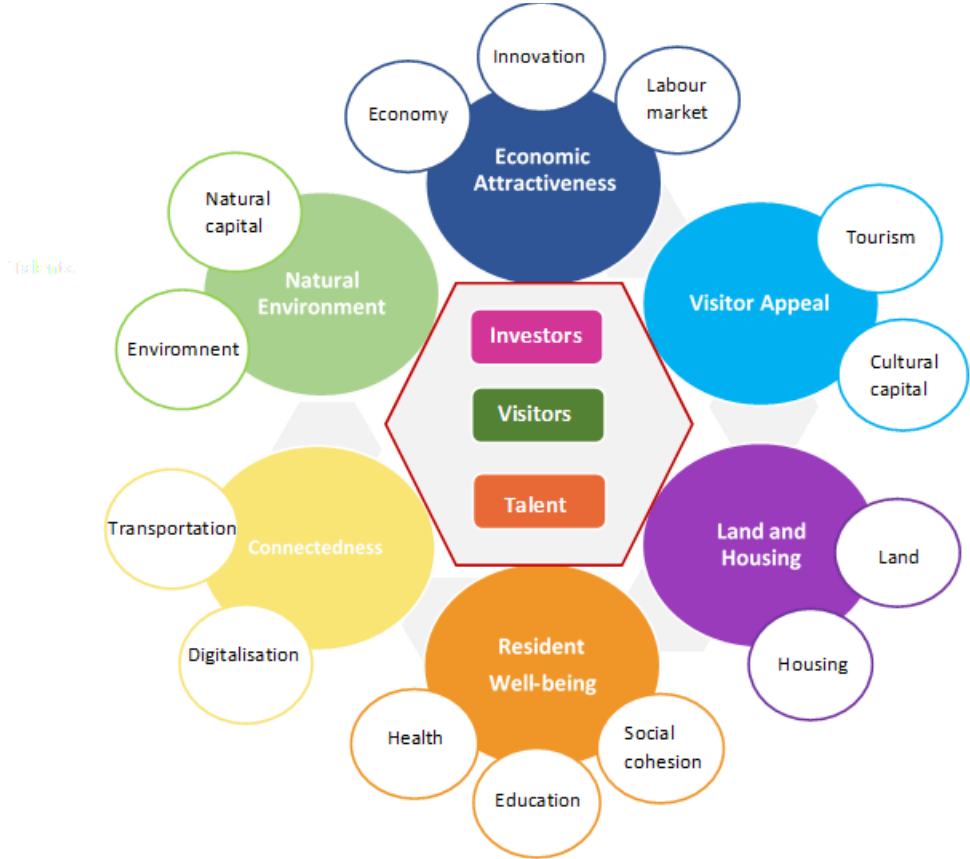 Innovation
Economy
Labour
market
Economic
Attractiveness
Natural
capital
Natural
Environment
Enviromnent
Tourism
Visitor Appeal
Cultural
capital
Investors
Visitors
Talent
Transportation
Connectedness
Digitalisation
Land and
Housing
Land
Housing
Resident
Well-being
Health
Education
Social
cohesion